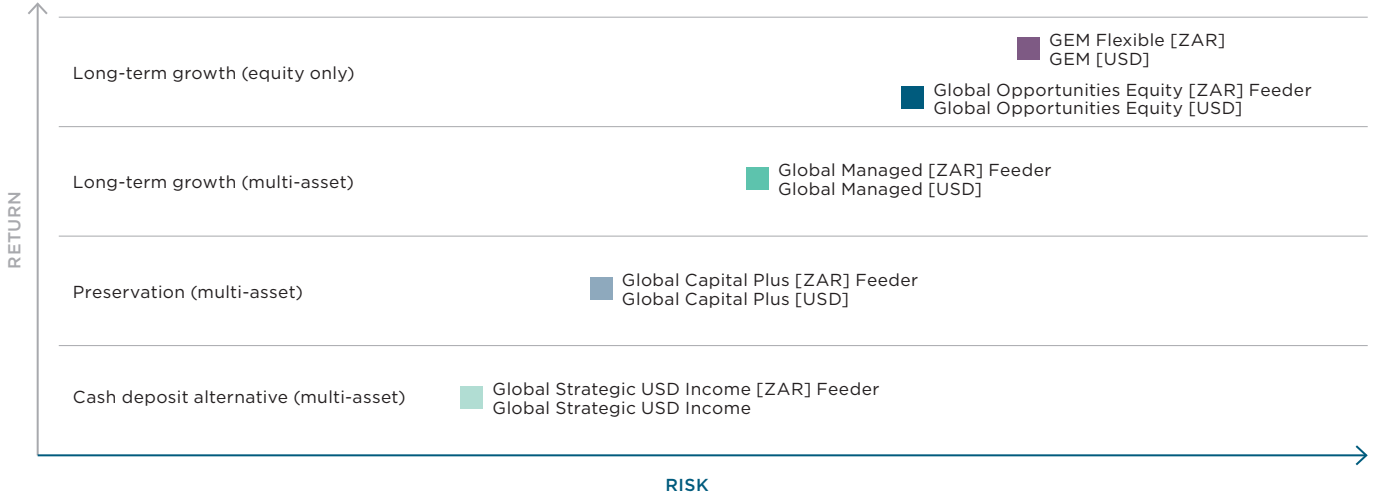 GEM Flexible [ZAR]
GEM [USD]
Long-term growth (equity only)
Global Opportunities Equity [ZAR] Feeder
Global Opportunities Equity [USD]
Long-term growth (multi-asset)
Global Managed [ZAR] Feeder
Global Managed [USD]
RETURN
Preservation (multi-asset)
Global Capital Plus [ZAR] Feeder
Global Capital Plus [USD]
Cash deposit alternative (multi-asset)
Global Strategic USD Income [ZAR] Feeder
Global Strategic USD Income
RISK